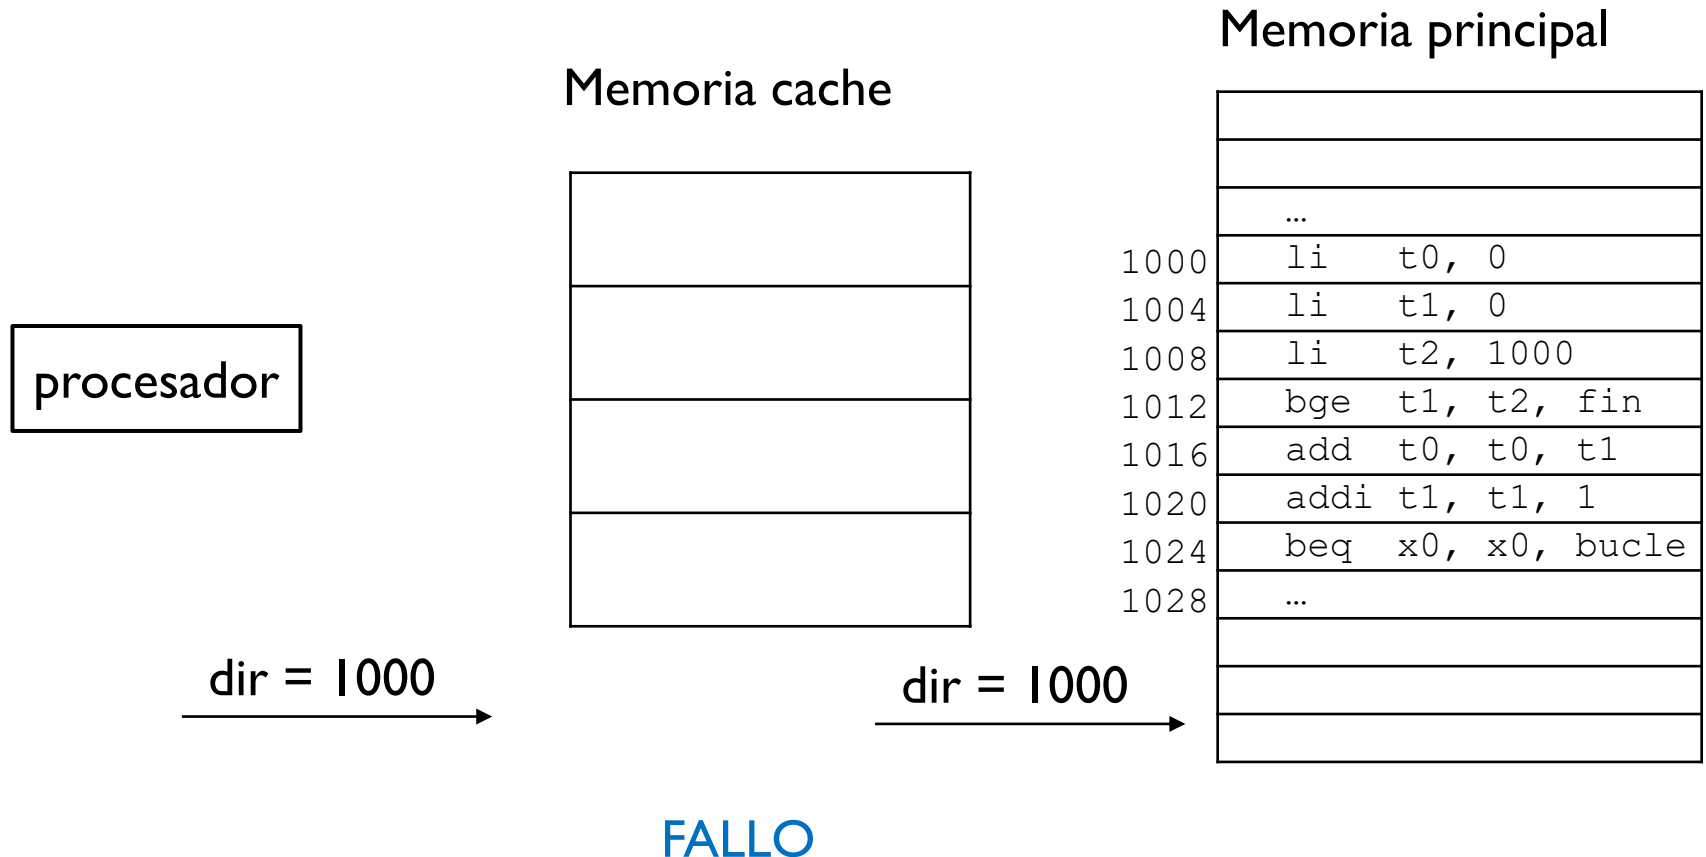 Memoria principal
Memoria cache
…
1000 li t0, 0
1004 li t1, 0
1008 li t2, 1000
procesador
1012 bge t1, t2, fin
1016 add t0, t0, t1
1020 addi t1, t1, 1
1024 beq x0, x0, bucle
1028 …
dir = 1000
dir = 1000
FALLO